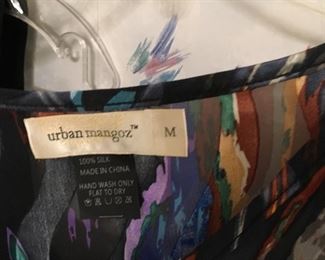 urban mangoz™ M
100% SILK
MADE IN CHINA
HAND WASH ONLY
FLAT TO DRY